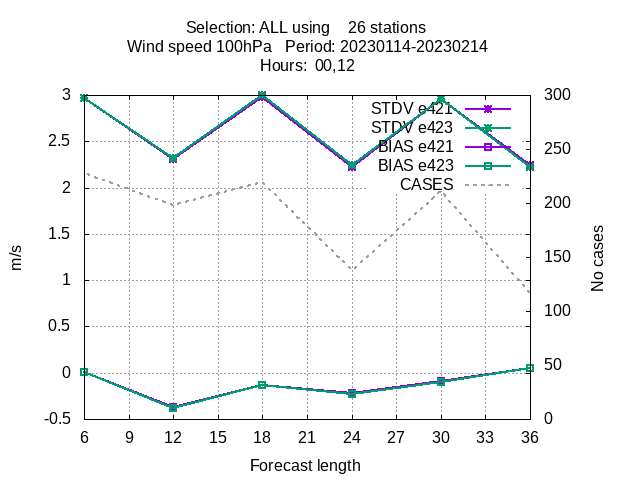 Selection: ALL using 26 stations
Wind speed 100hPa Period: 20230114-20230214
Hours: 00,12
STDV e421
STDV e423
BIAS e421
BIAS e423
CASES
3
2.5
2
1.5
1
0.5
0
-0.5
m/s
300
250
200
150
100
50
0
No cases
6 9 12 15 18 21 24 27 30 33 36
Forecast length